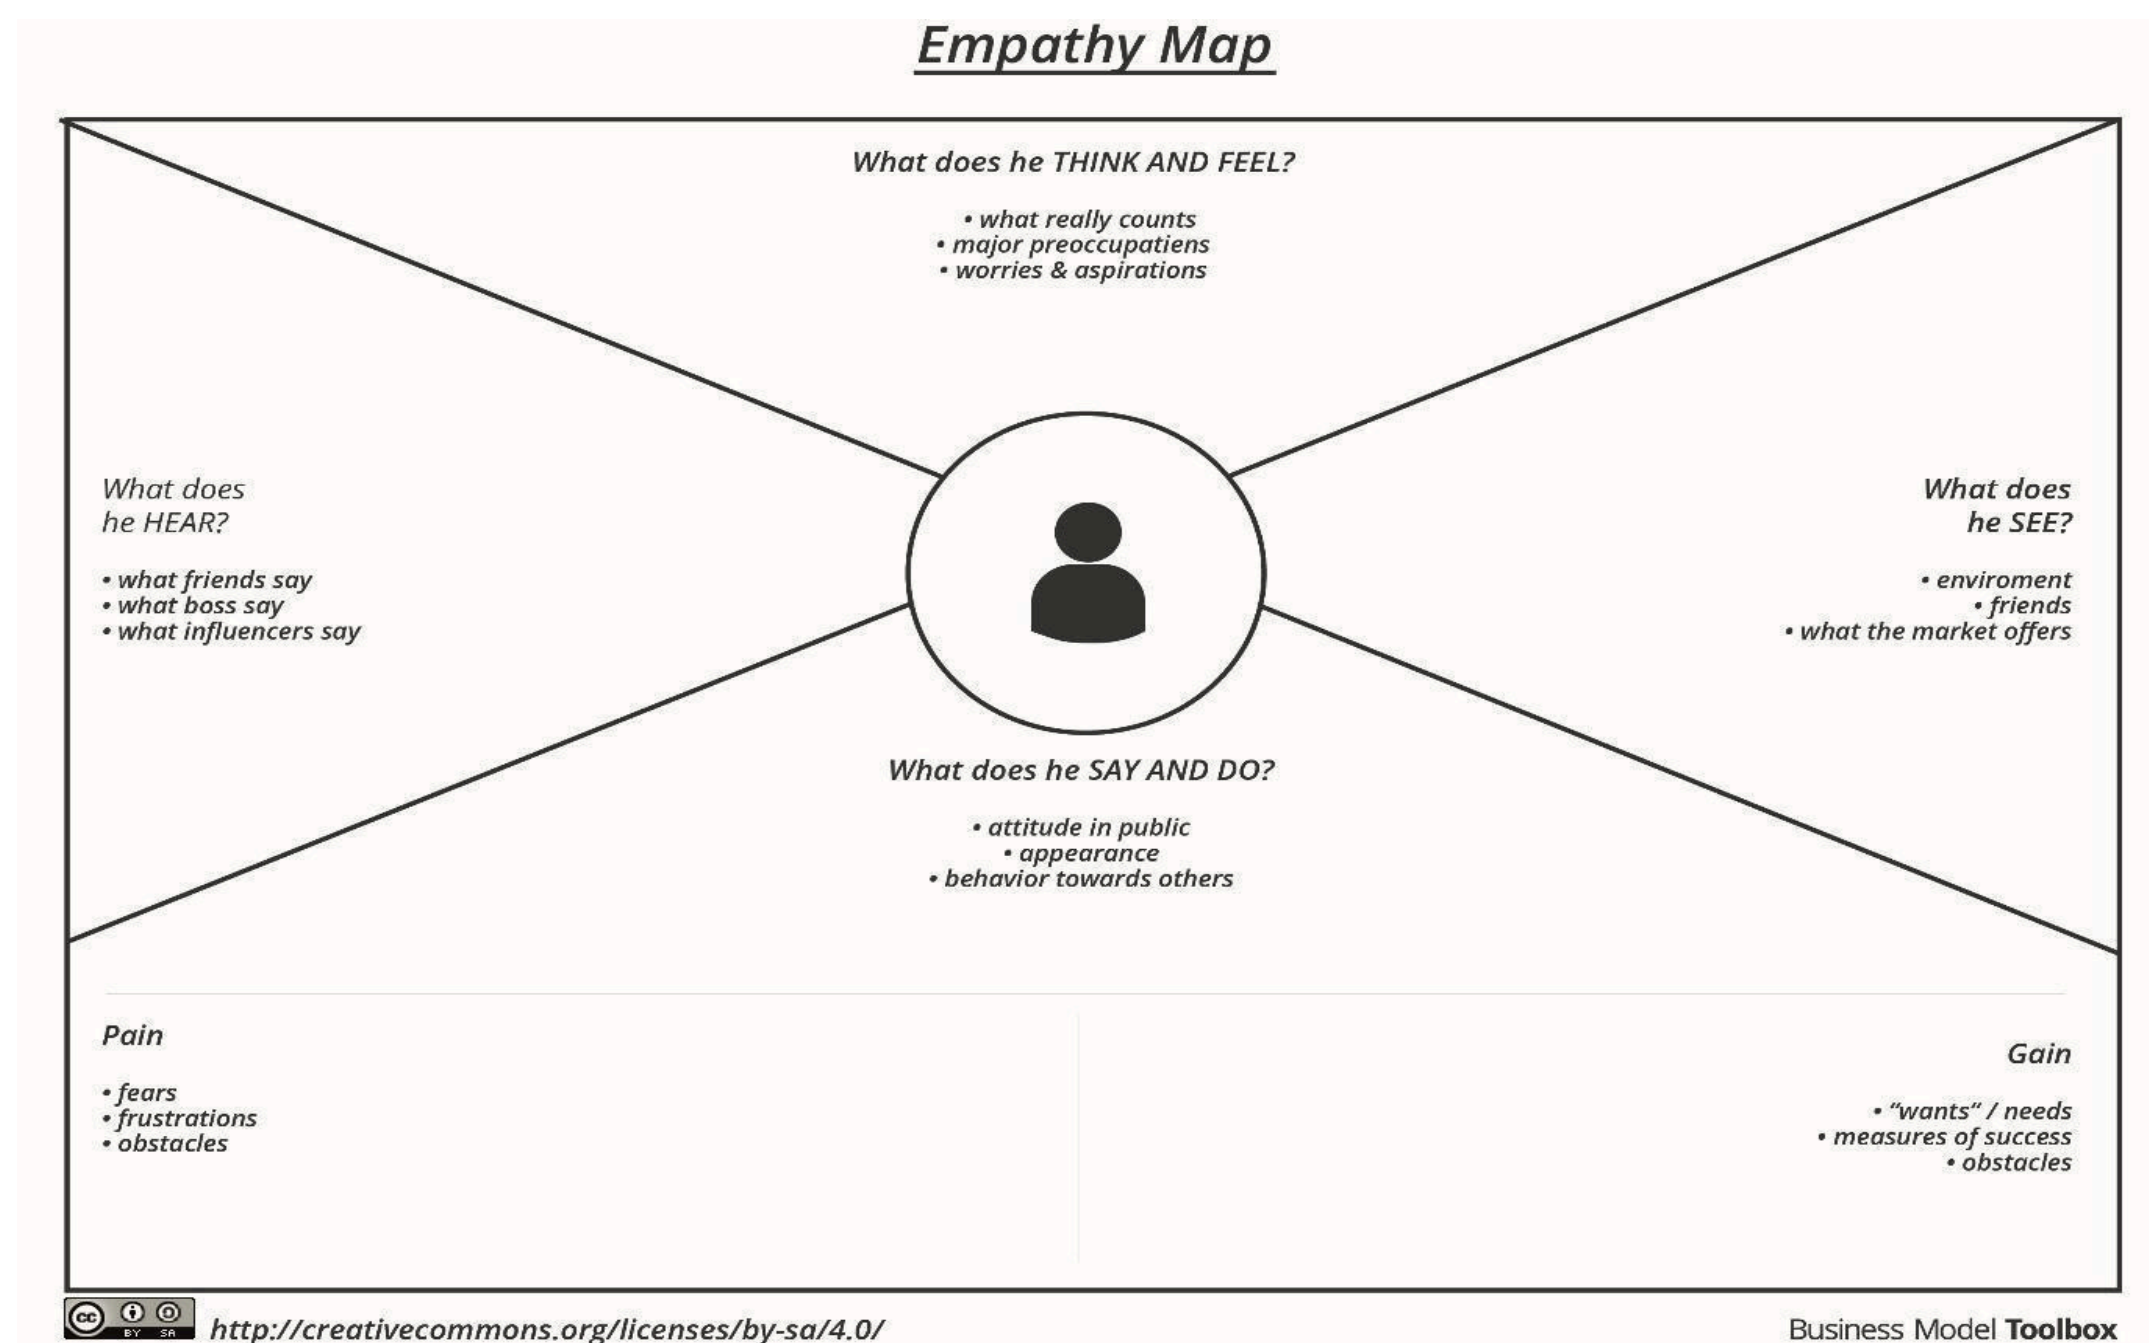 Empathy Map
What does he THINK AND FEEL?
• what really counts
• major preoccupatiens
• worries & aspirations
What does
he HEAR?
• what friends say
• what boss say
• what influencers say
What does
he SEE?
• enviroment
• friends
• what the market offers
What does he SAY AND DO?
• attitude in public
• appearance
• behavior towards others
Pain
• fears
• frustrations
• obstacles
Gain
• “wants“ / needs
• measures of success
• obstacles
cc BY SA
http://creativecommons.org/licenses/by-sa/4.0/
Business Model Toolbox